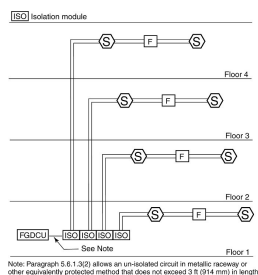 ISO Isolation module
S F S
Floor 4
S F S
Floor 3
S F S
Floor 2
S F S
FGDCU ISO ISO ISO ISO
See Note
Floor 1
Note: Paragraph 5.6.1.3(2) allows an un-isolated circuit in metallic raceway or
other equivalently protected method that does not exceed 3 ft (914 mm) in length